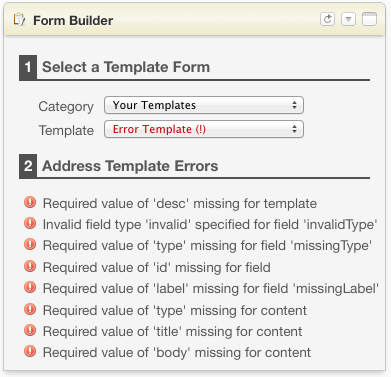 Form Builder
1 Select a Template Form
Category Your Templates
Template Error Template (!)
2 Address Template Errors
Required value of 'desc' missing for template
Invalid field type 'invalid' specified for field 'invalidType'
Required value of 'type' missing for field 'missingType'
Required value of 'id' missing for field
Required value of 'label' missing for field 'missingLabel'
Required value of 'type' missing for content
Required value of 'title' missing for content
Required value of 'body' missing for content